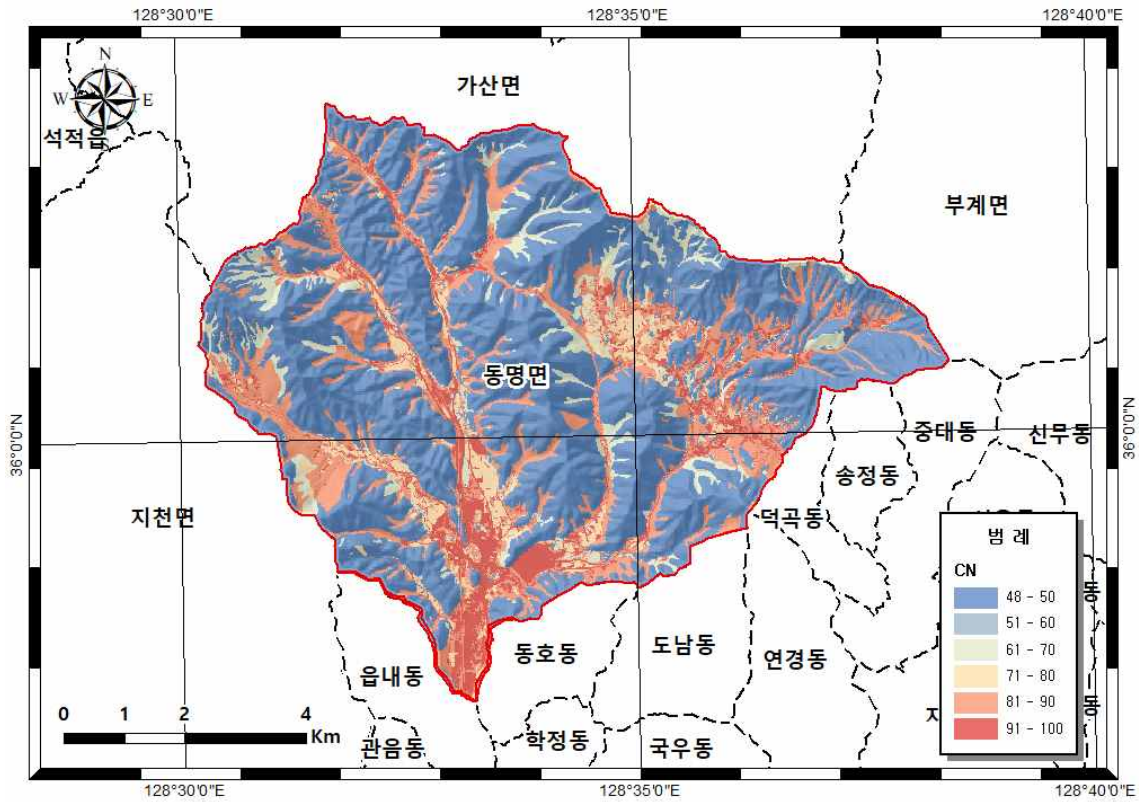 128°30'0"E
128°35'0"E
128°40'0"E
N
W
E
S
가산면
석적읍
부계면
동명면
36°0'0"N
36°0'0"N
중대동
신무동
송정동
지천면
덕곡동
범 례
CN
48 - 50
51 - 60
61 - 70
71 - 80
81 - 90
91 - 100
동
동
읍내동
동호동
도남동
연경동
관음동
학정동
국우동
0
1
2
4
Km
128°30'0"E
128°35'0"E
128°40'0"E